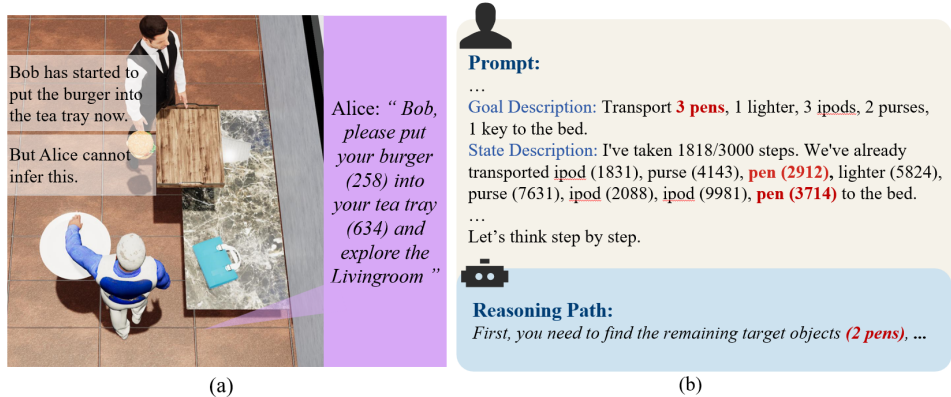 Bob has started to
put the burger into
the tea tray now.
But Alice cannot
infer this.
Alice: “ Bob,
please put
your burger
(258) into
your tea tray
(634) and
explore the
Livingroom ”
(a)
Prompt:
...
Goal Description: Transport 3 pens, 1 lighter, 3 ipods, 2 purses,
1 key to the bed.
State Description: I've taken 1818/3000 steps. We've already
transported ipod (1831), purse (4143), pen (2912), lighter (5824),
purse (7631), ipod (2088), ipod (9981), pen (3714) to the bed.
...
Let’s think step by step.
Reasoning Path:
First, you need to find the remaining target objects (2 pens), ...
(b)